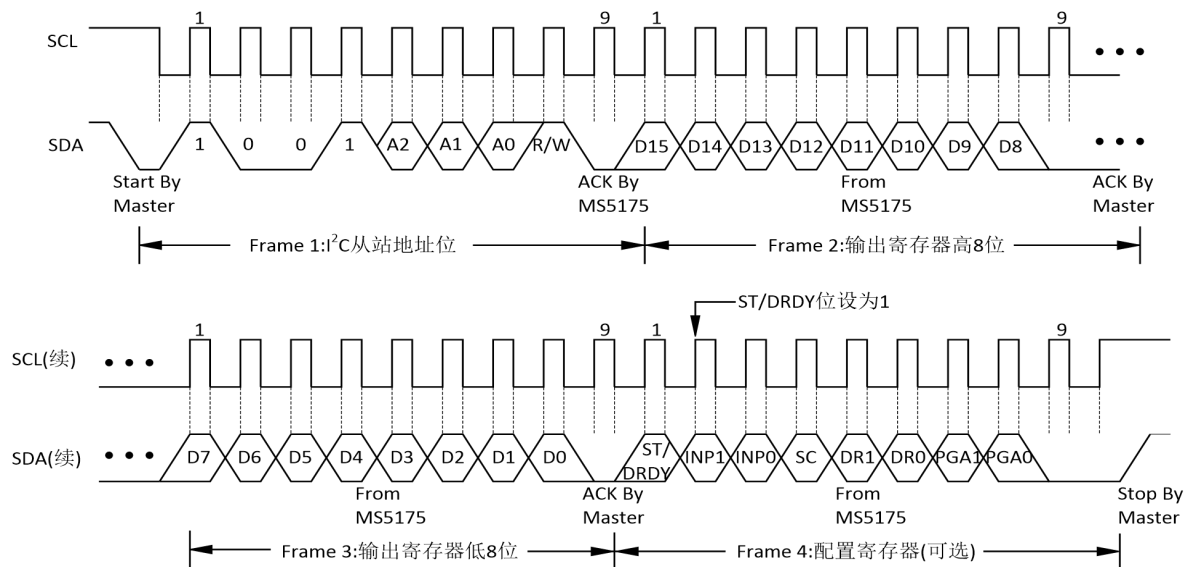 1 9 1 9
SCL
• • •
SDA
1 0 0 1 A2 A1 A0 R/W D15 D14 D13 D12 D11 D10 D9 D8
• • •
Start By
Master
ACK By
MS5175
From
MS5175
ACK By
Master
Frame 1:I²C从站地址位
Frame 2:输出寄存器高8位
ST/DRDY位设为1
1 9 1 9
SCL(续)
• • •
SDA(续)
• • •
D7 D6 D5 D4 D3 D2 D1 D0 ST/DRDY INP1 INP0 SC DR1 DR0 PGA1 PGA0
From
MS5175
ACK By
Master
From
MS5175
Stop By
Master
Frame 3:输出寄存器低8位
Frame 4:配置寄存器(可选)